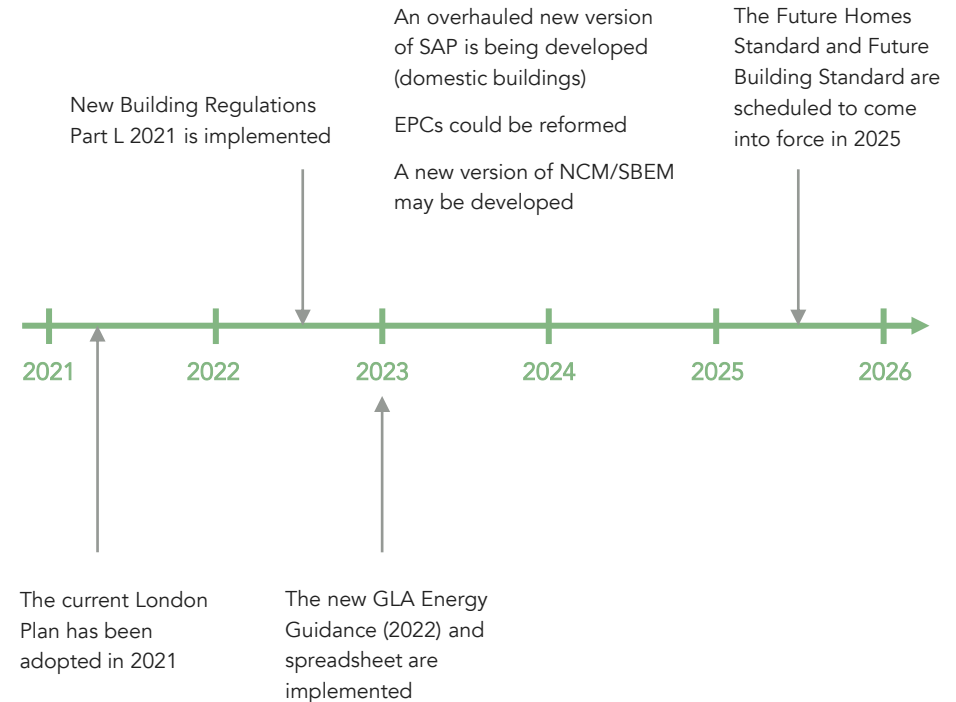 An overhauled new version
of SAP is being developed
(domestic buildings)
EPCs could be reformed
A new version of NCM/SBEM
may be developed
The Future Homes
Standard and Future
Building Standard are
scheduled to come
into force in 2025
New Building Regulations
Part L 2021 is implemented
2021
2022
2023
2024
2025
2026
The current London
Plan has been
adopted in 2021
The new GLA Energy
Guidance (2022) and
spreadsheet are
implemented